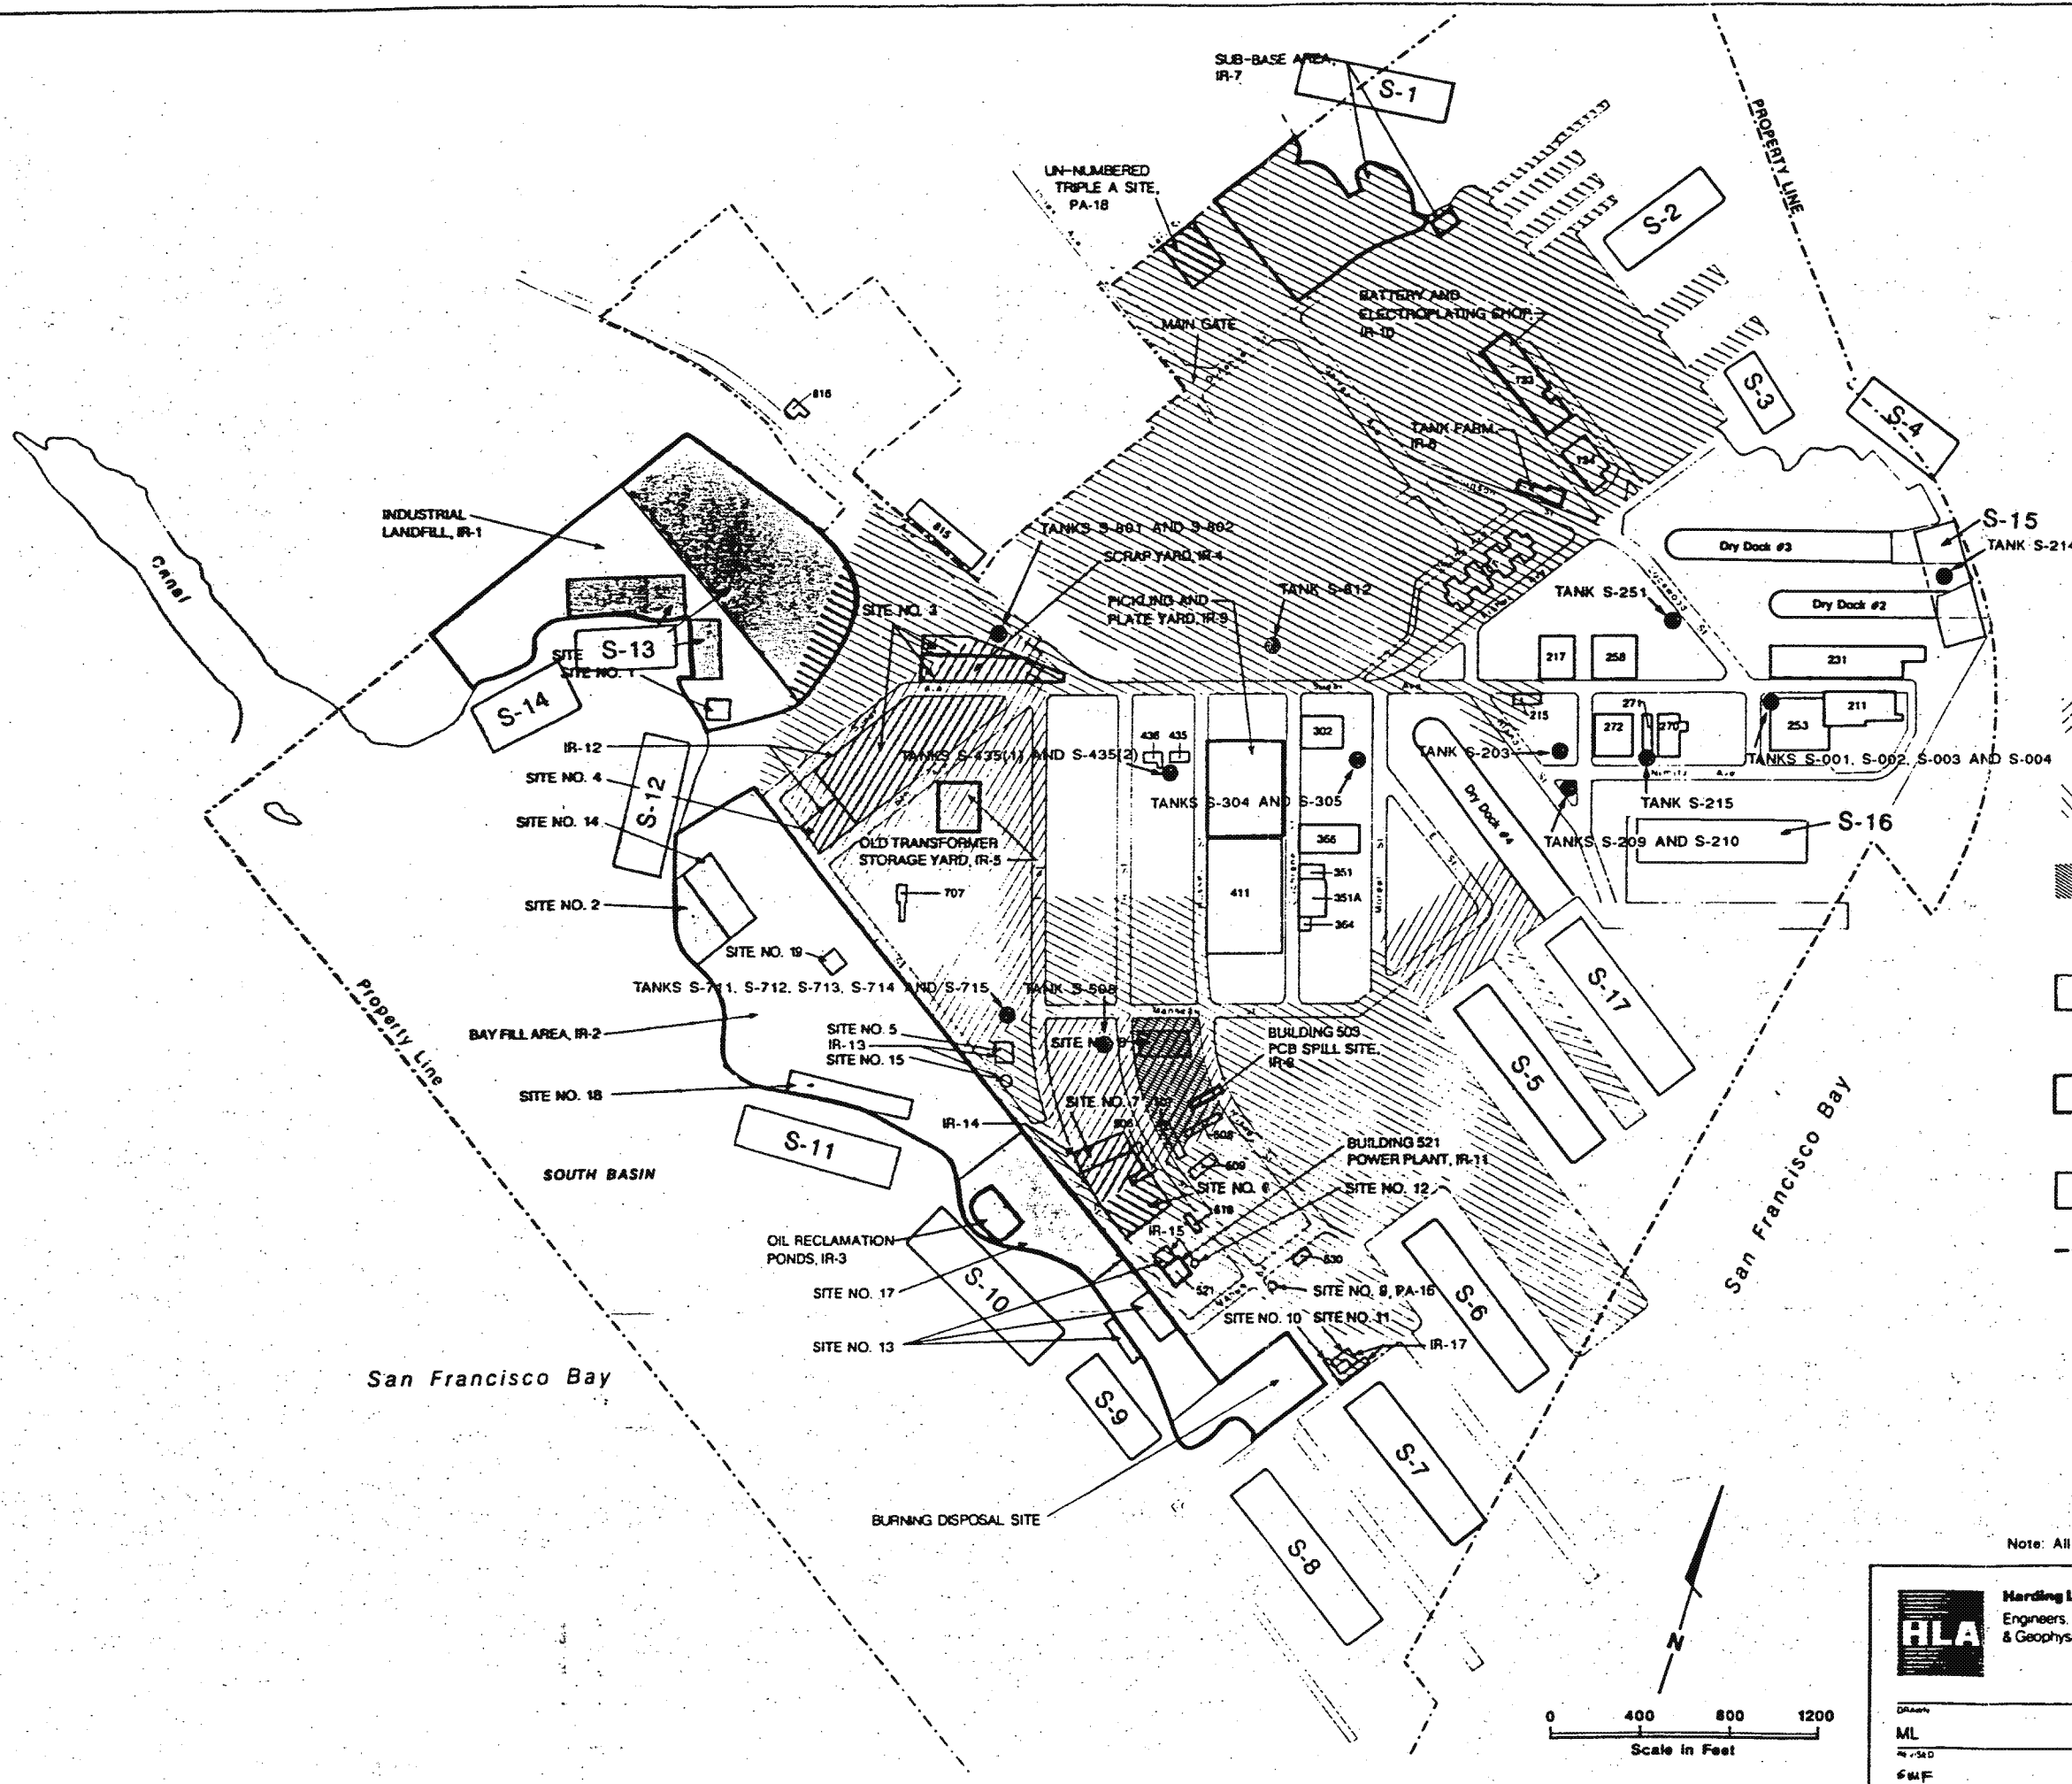 SUB-BASE AREA,
IR-7
S-1
PROPERTY LINE
UN-NUMBERED
TRIPLE A SITE,
PA-18
S-2
BATTERY AND
ELECTROPLATING SHOP,
IR-10
MAIN GATE
S-3
S-4
816
TANK FARM,
IR-6
INDUSTRIAL
LANDFILL, IR-1
815
TANKS S-801 AND S-802
SCRAP YARD, IR-4
Dry Dock #3
S-15
TANK S-214
Canal
SITE NO. 3
PICKLING AND
PLATE YARD, IR-9
TANK S-812
TANK S-251
Dry Dock #2
S-13
SITE
SITE NO. 1
217
258
231
S-14
215
271
272
270
253
211
IR-12
TANKS S-435(1) AND S-435(2)
436
435
302
TANK S-203
TANKS S-001, S-002, S-003 AND S-004
SITE NO. 4
S-12
TANKS S-304 AND S-305
Dry Dock #4
TANK S-215
SITE NO. 14
OLD TRANSFORMER
STORAGE YARD, IR-5
366
TANKS S-209 AND S-210
S-16
707
411
351
351A
364
SITE NO. 2
SITE NO. 19
S-17
TANKS S-711, S-712, S-713, S-714 AND S-715
TANK S-508
Property Line
BAY FILL AREA, IR-2
SITE NO. 5
IR-13
SITE NO. 15
Manseau St
BUILDING 503
PCB SPILL SITE,
IR-8
S-5
SITE NO. 18
SITE NO. 7
S-11
IR-14
BUILDING 521
POWER PLANT, IR-11
509
SOUTH BASIN
SITE NO. 6
SITE NO. 12
San Francisco Bay
IR-15
OIL RECLAMATION
PONDS, IR-3
530
S-10
SITE NO. 17
521
SITE NO. 9, PA-16
S-6
SITE NO. 10
SITE NO. 11
SITE NO. 13
IR-17
San Francisco Bay
S-9
S-7
BURNING DISPOSAL SITE
S-8
N
Note: All
0 400 800 1200
Scale in Feet
HLA
Harding L
Engineers,
& Geophys
DRAWN
ML